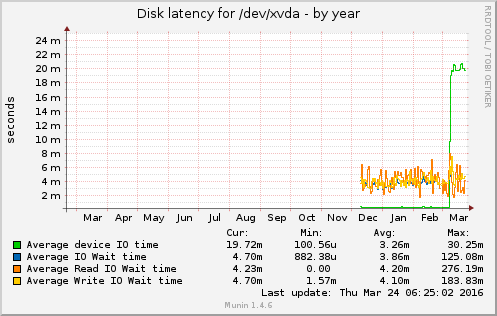 Disk latency for /dev/xvda - by year
RRDTOOL / TOBI OETIKER
seconds
24 m
22 m
20 m
18 m
16 m
14 m
12 m
10 m
8 m
6 m
4 m
2 m
Mar Apr May Jun Jul Aug Sep Oct Nov Dec Jan Feb Mar
Cur: Min: Avg: Max:
Average device IO time 19.72m 100.56u 3.26m 30.25m
Average IO Wait time 4.70m 882.38u 3.86m 125.08m
Average Read IO Wait time 4.23m 0.00 4.20m 276.19m
Average Write IO Wait time 4.70m 1.57m 4.10m 183.83m
Last update: Thu Mar 24 06:25:02 2016
Munin 1.4.6